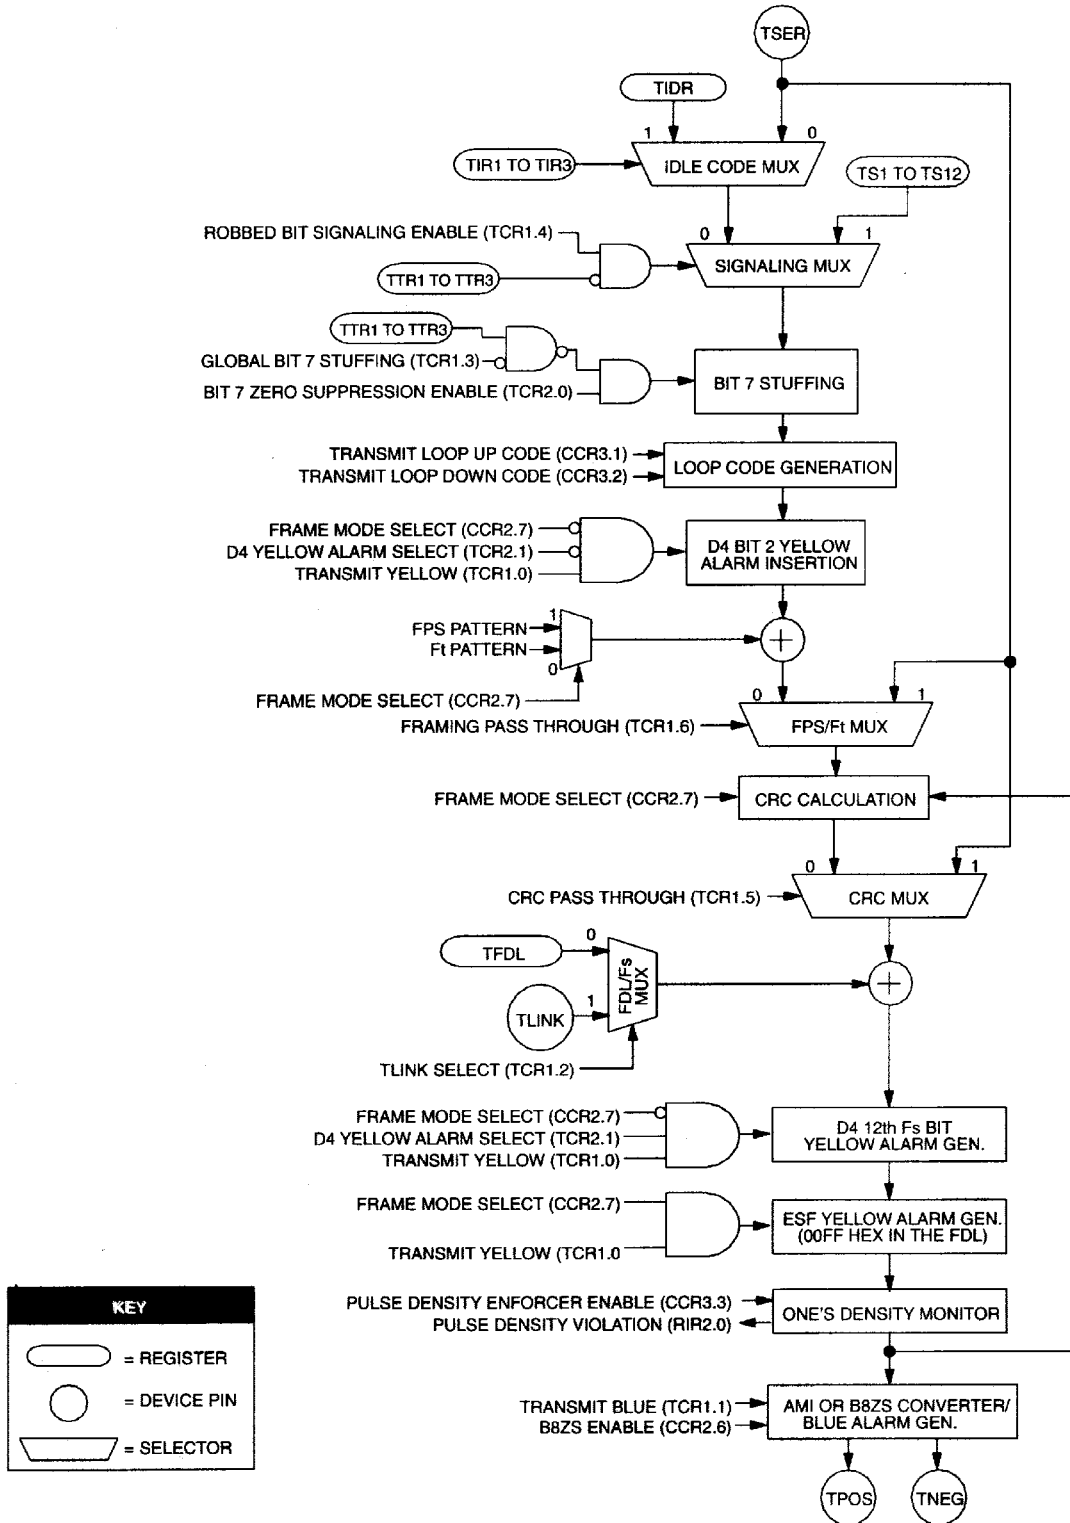 TSER
TIDR
1
0
TIR1 TO TIR3
IDLE CODE MUX
TS1 TO TS12
ROBBED BIT SIGNALING ENABLE (TCR1.4)
0
1
SIGNALING MUX
TTR1 TO TTR3
TTR1 TO TTR3
GLOBAL BIT 7 STUFFING (TCR1.3)
BIT 7 ZERO SUPPRESSION ENABLE (TCR2.0)
BIT 7 STUFFING
TRANSMIT LOOP UP CODE (CCR3.1)
TRANSMIT LOOP DOWN CODE (CCR3.2)
LOOP CODE GENERATION
FRAME MODE SELECT (CCR2.7)
D4 YELLOW ALARM SELECT (TCR2.1)
TRANSMIT YELLOW (TCR1.0)
D4 BIT 2 YELLOW
ALARM INSERTION
1
FPS PATTERN
Ft PATTERN
0
+
FRAME MODE SELECT (CCR2.7)
0
1
FRAMING PASS THROUGH (TCR1.6)
FPS/Ft MUX
FRAME MODE SELECT (CCR2.7)
CRC CALCULATION
0
1
CRC PASS THROUGH (TCR1.5)
CRC MUX
0
TFDL
FDL/Fs
MUX
+
1
TLINK
TLINK SELECT (TCR1.2)
FRAME MODE SELECT (CCR2.7)
D4 YELLOW ALARM SELECT (TCR2.1)
TRANSMIT YELLOW (TCR1.0)
D4 12th Fs BIT
YELLOW ALARM GEN.
FRAME MODE SELECT (CCR2.7)
TRANSMIT YELLOW (TCR1.0
ESF YELLOW ALARM GEN.
(00FF HEX IN THE FDL)
PULSE DENSITY ENFORCER ENABLE (CCR3.3)
PULSE DENSITY VIOLATION (RIR2.0)
ONE'S DENSITY MONITOR
TRANSMIT BLUE (TCR1.1)
B8ZS ENABLE (CCR2.6)
AMI OR B8ZS CONVERTER/
BLUE ALARM GEN.
TPOS
TNEG
KEY
= REGISTER
= DEVICE PIN
= SELECTOR